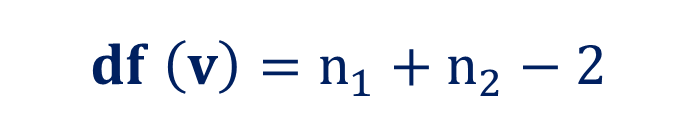 df (v) = n₁ + n₂ − 2